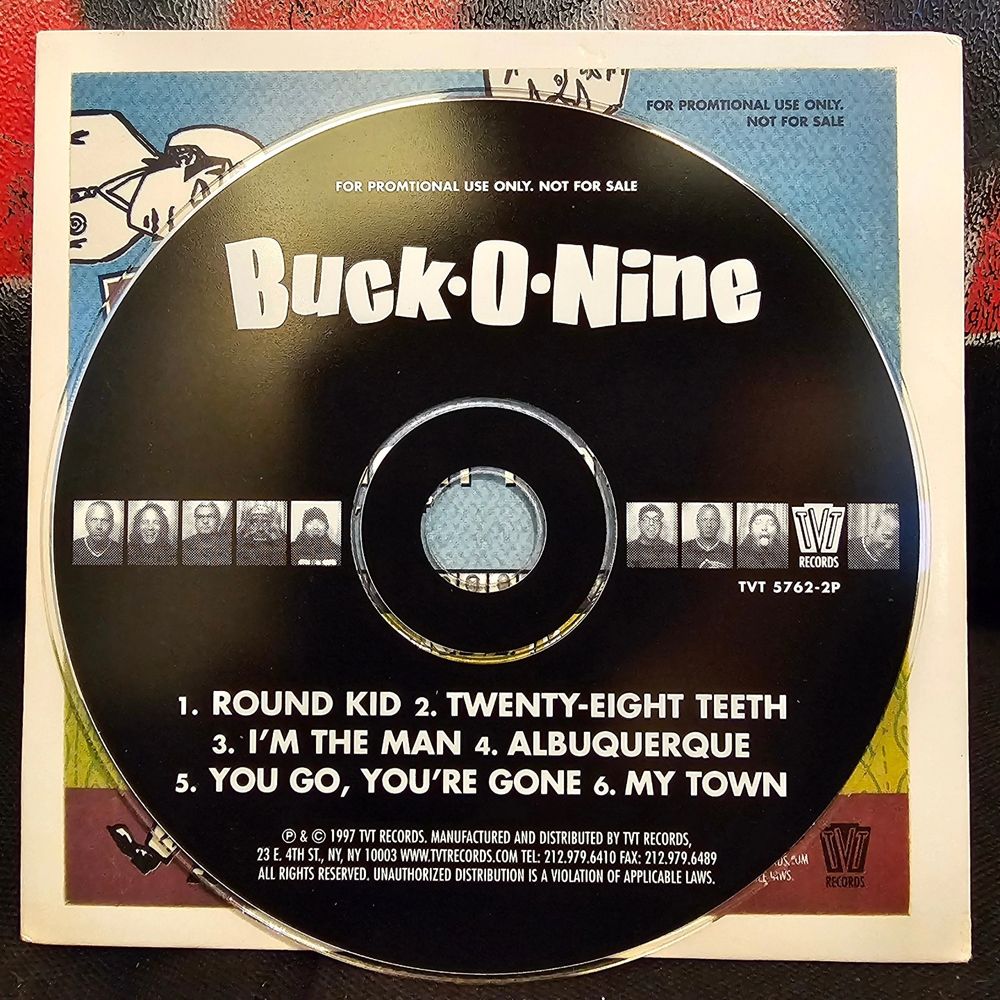 FOR PROMTIONAL USE ONLY.
NOT FOR SALE
FOR PROMTIONAL USE ONLY. NOT FOR SALE
Buck·O·Nine
TVT
RECORDS
TVT 5762-2P
1. ROUND KID 2. TWENTY-EIGHT TEETH
3. I'M THE MAN 4. ALBUQUERQUE
5. YOU GO, YOU'RE GONE 6. MY TOWN
℗ & © 1997 TVT RECORDS. MANUFACTURED AND DISTRIBUTED BY TVT RECORDS,
23 E. 4TH ST., NY, NY 10003 WWW.TVTRECORDS.COM TEL: 212.979.6410 FAX: 212.979.6489
ALL RIGHTS RESERVED. UNAUTHORIZED DISTRIBUTION IS A VIOLATION OF APPLICABLE LAWS.
LAWS.
TVT
RECORDS